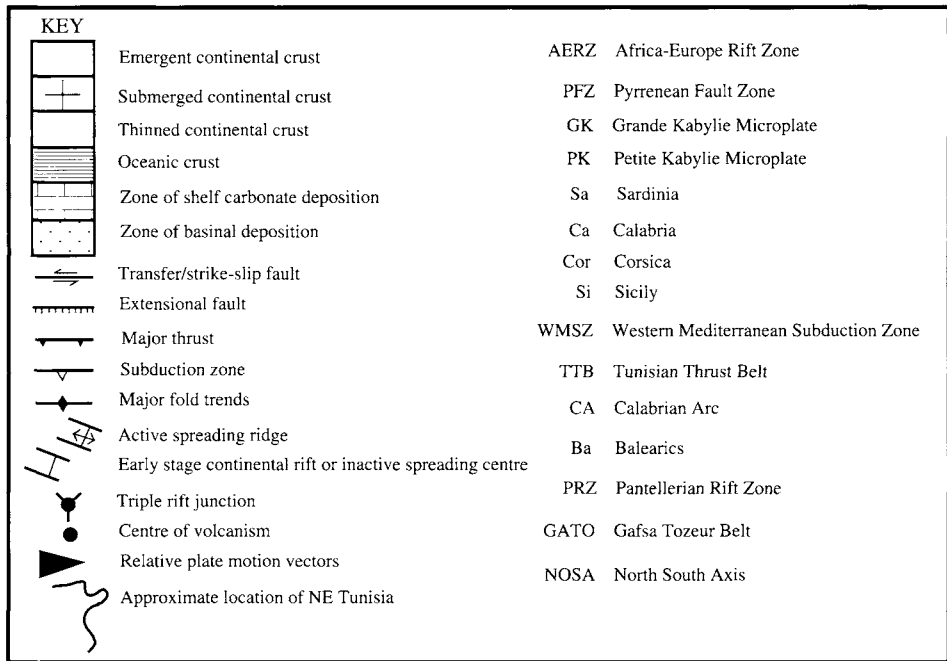 KEY
Emergent continental crust
Submerged continental crust
Thinned continental crust
Oceanic crust
Zone of shelf carbonate deposition
Zone of basinal deposition
Transfer/strike-slip fault
Extensional fault
Major thrust
Subduction zone
Major fold trends
Active spreading ridge
Early stage continental rift or inactive spreading centre
Triple rift junction
Centre of volcanism
Relative plate motion vectors
Approximate location of NE Tunisia
AERZ Africa-Europe Rift Zone
PFZ Pyrrenean Fault Zone
GK Grande Kabylie Microplate
PK Petite Kabylie Microplate
Sa Sardinia
Ca Calabria
Cor Corsica
Si Sicily
WMSZ Western Mediterranean Subduction Zone
TTB Tunisian Thrust Belt
CA Calabrian Arc
Ba Balearics
PRZ Pantellerian Rift Zone
GATO Gafsa Tozeur Belt
NOSA North South Axis